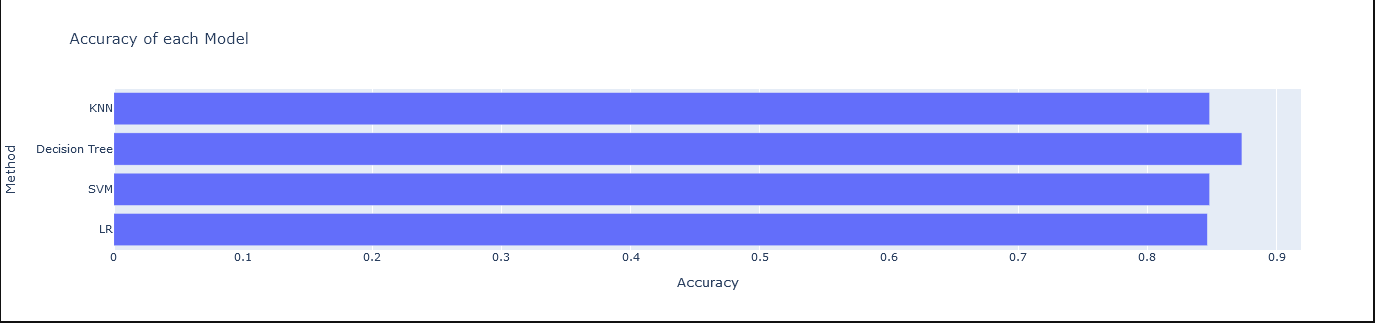 Accuracy of each Model
KNN
Decision Tree
SVM
LR
Method
0 0.1 0.2 0.3 0.4 0.5 0.6 0.7 0.8 0.9
Accuracy